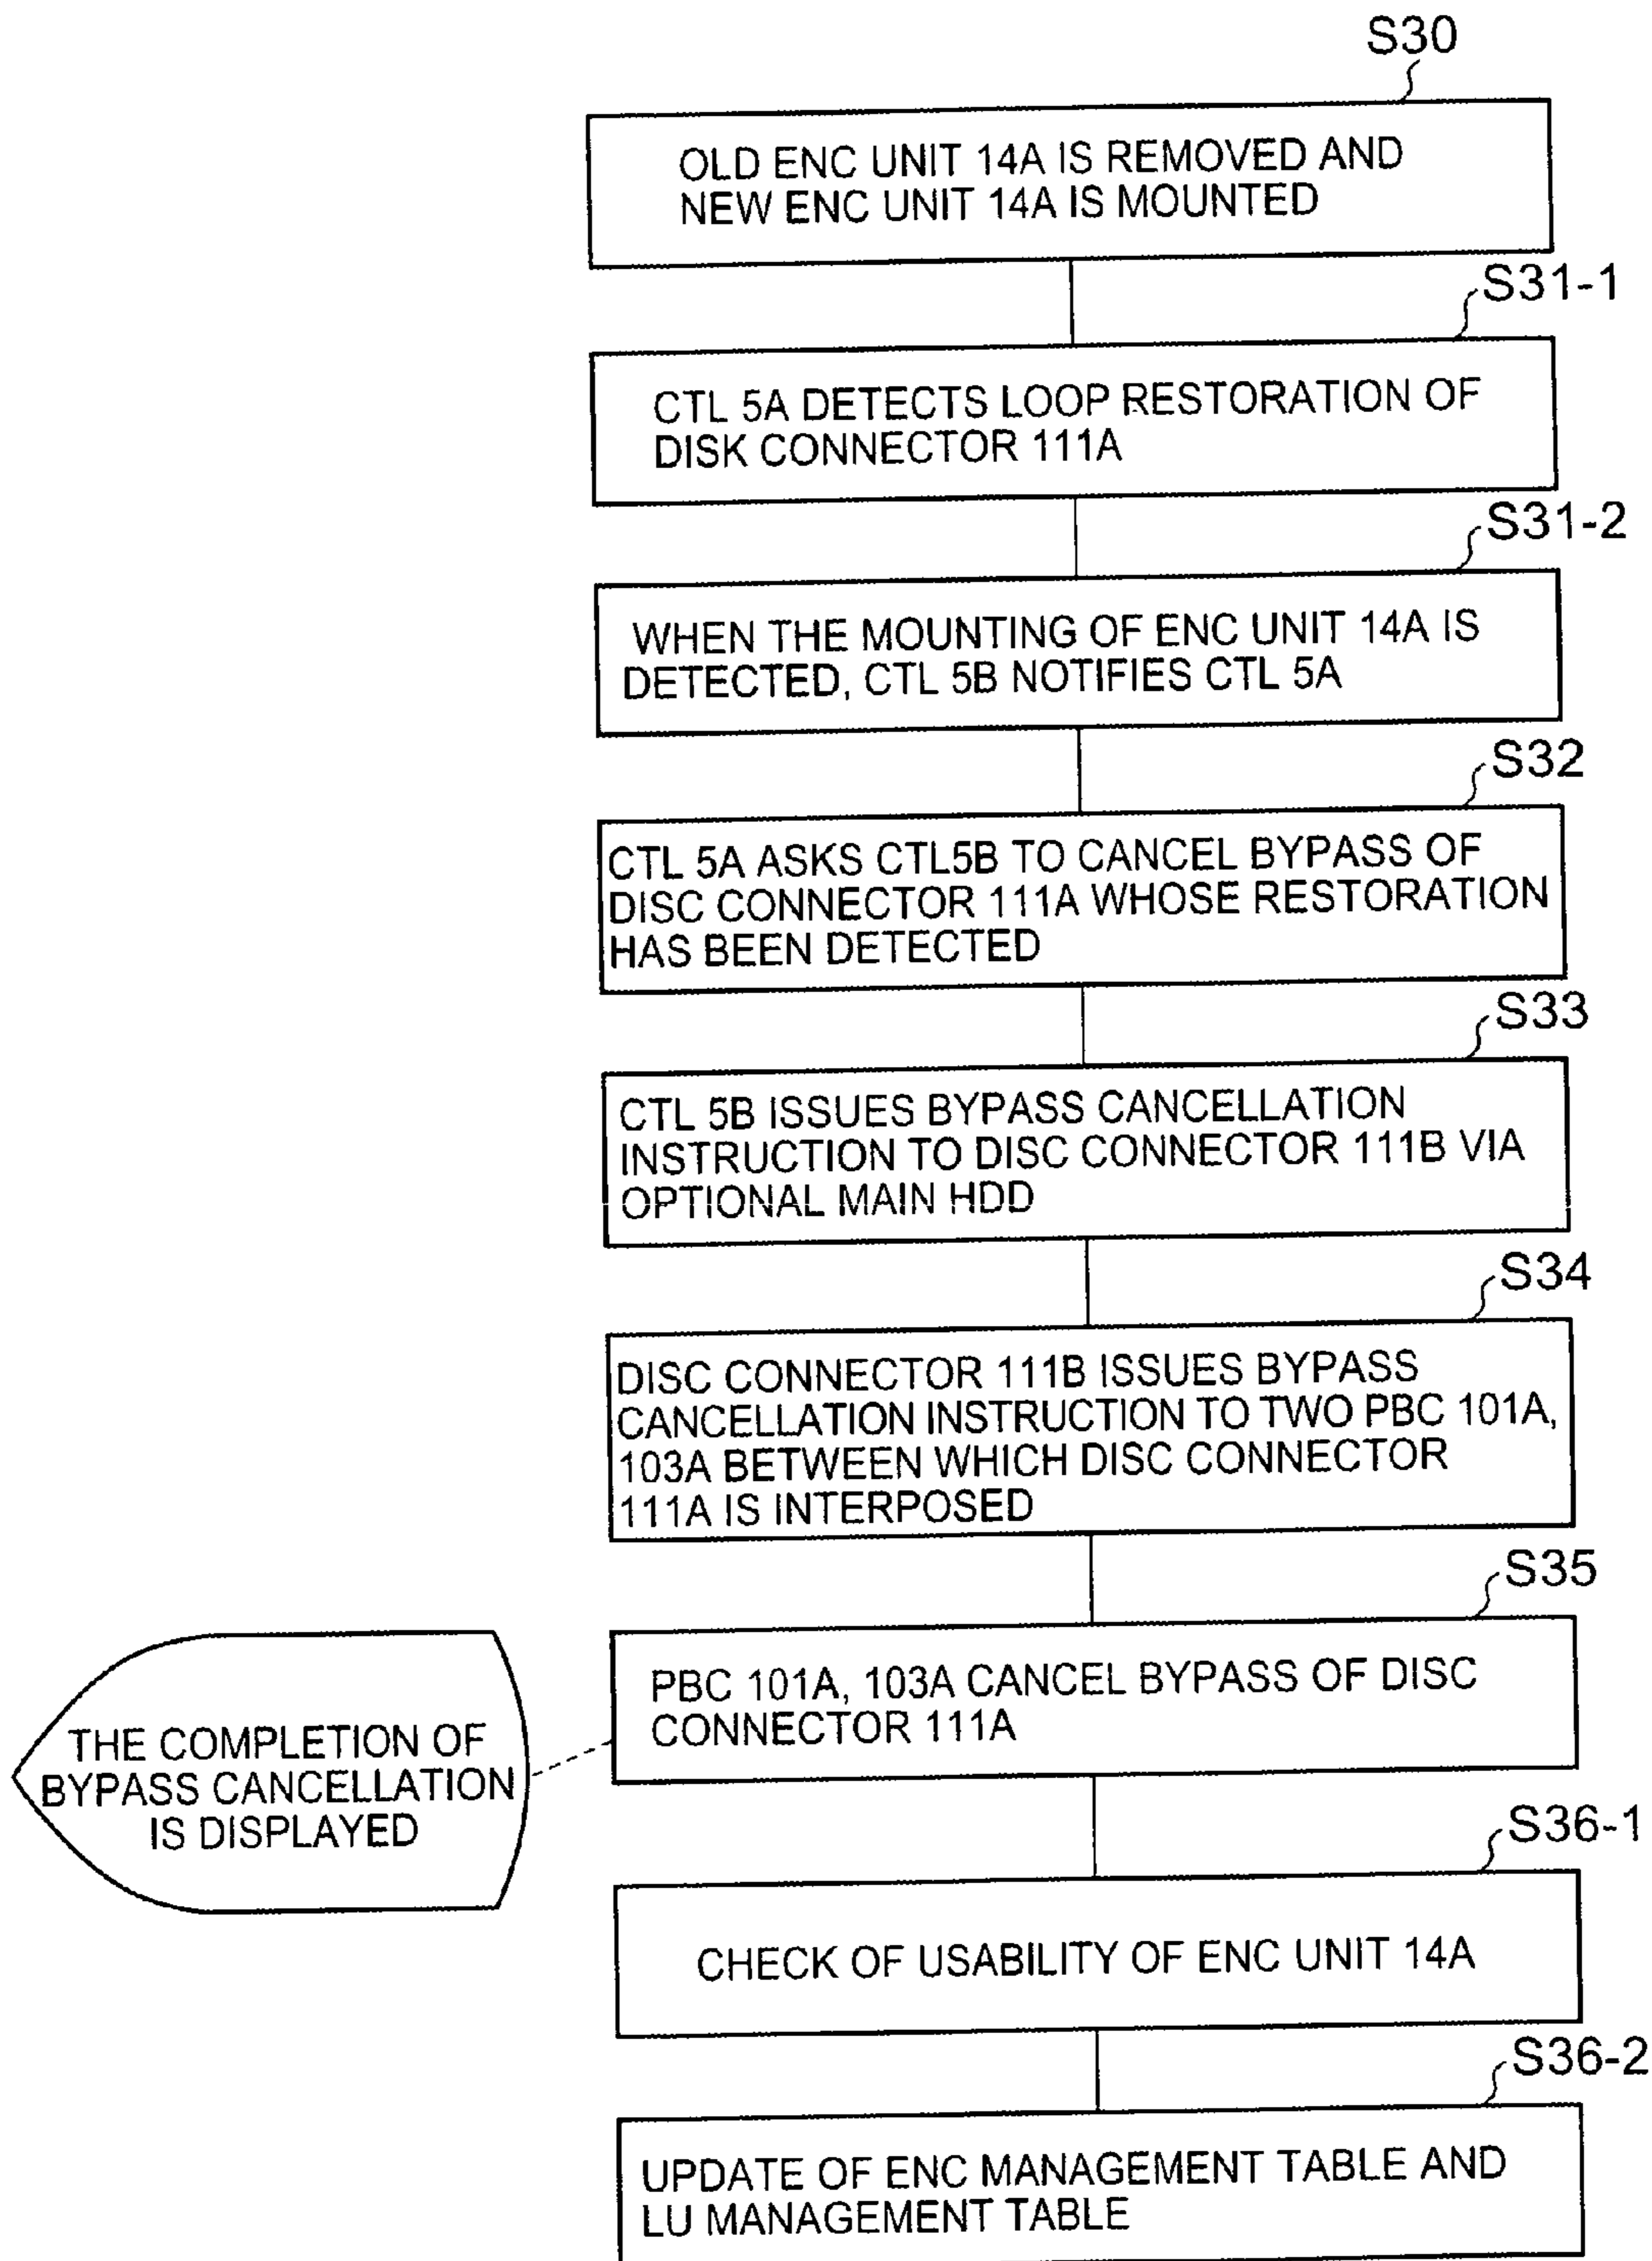 S30
OLD ENC UNIT 14A IS REMOVED AND
NEW ENC UNIT 14A IS MOUNTED
S31-1
CTL 5A DETECTS LOOP RESTORATION OF
DISK CONNECTOR 111A
S31-2
WHEN THE MOUNTING OF ENC UNIT 14A IS
DETECTED, CTL 5B NOTIFIES CTL 5A
S32
CTL 5A ASKS CTL5B TO CANCEL BYPASS OF
DISC CONNECTOR 111A WHOSE RESTORATION
HAS BEEN DETECTED
S33
CTL 5B ISSUES BYPASS CANCELLATION
INSTRUCTION TO DISC CONNECTOR 111B VIA
OPTIONAL MAIN HDD
S34
DISC CONNECTOR 111B ISSUES BYPASS
CANCELLATION INSTRUCTION TO TWO PBC 101A,
103A BETWEEN WHICH DISC CONNECTOR
111A IS INTERPOSED
S35
PBC 101A, 103A CANCEL BYPASS OF DISC
CONNECTOR 111A
THE COMPLETION OF
BYPASS CANCELLATION
IS DISPLAYED
S36-1
CHECK OF USABILITY OF ENC UNIT 14A
S36-2
UPDATE OF ENC MANAGEMENT TABLE AND
LU MANAGEMENT TABLE